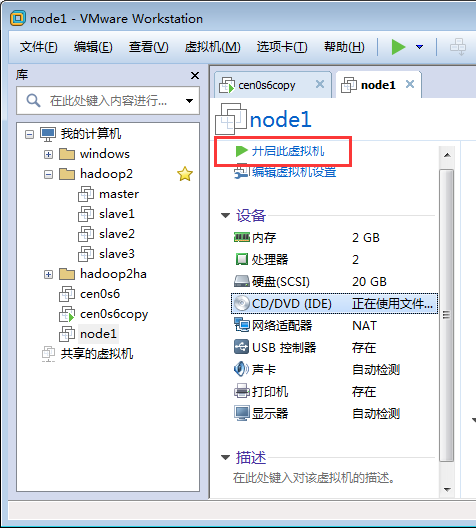 node1 - VMware Workstation
文件(F) 编辑(E) 查看(V) 虚拟机(M) 选项卡(T) 帮助(H)
库
在此处键入内容进行...
我的计算机
windows
hadoop2
master
slave1
slave2
slave3
hadoop2ha
cen0s6
cen0s6copy
node1
共享的虚拟机
cen0s6copy
node1
node1
开启此虚拟机
编辑虚拟机设置
设备
内存 2 GB
处理器 2
硬盘(SCSI) 20 GB
CD/DVD (IDE) 正在使用文件...
网络适配器 NAT
USB 控制器 存在
声卡 自动检测
打印机 存在
显示器 自动检测
描述
在此处键入对该虚拟机的描述。